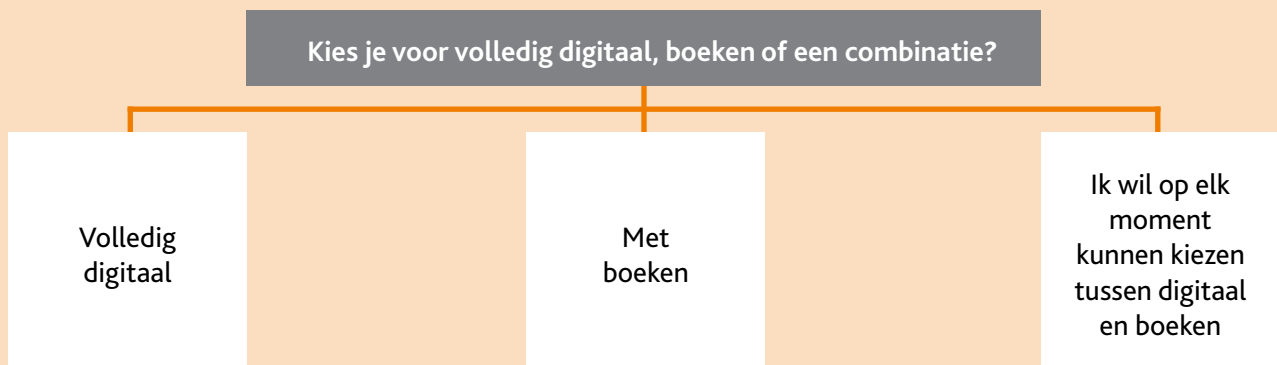 Kies je voor volledig digitaal, boeken of een combinatie?
Volledig
digitaal
Met
boeken
Ik wil op elk
moment
kunnen kiezen
tussen digitaal
en boeken